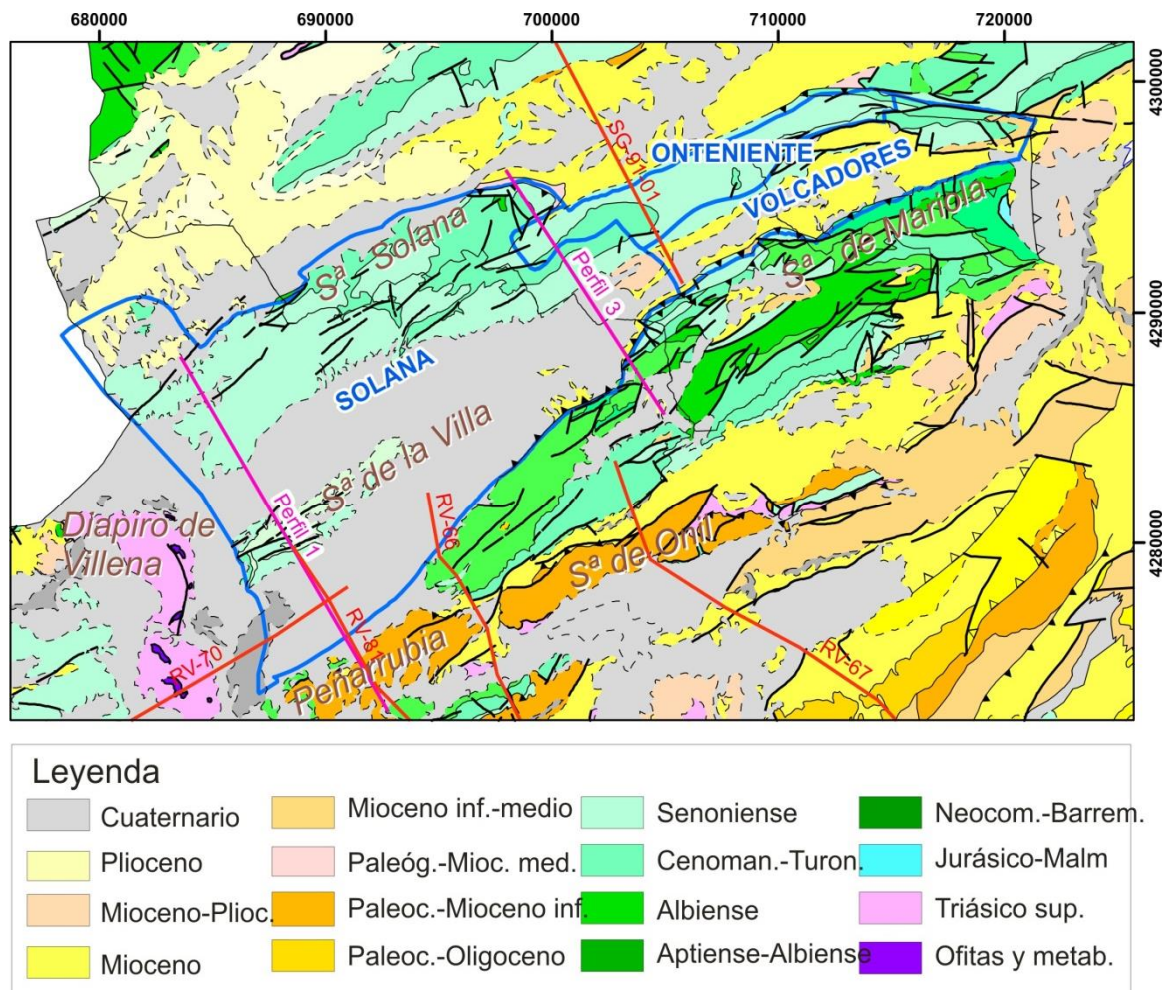 680000
690000
700000
710000
720000
4300000
4290000
4280000
SG-91-01
ONTENIENTE
VOLCADORES
Sª Solana
Sª de Mariola
Perfil 3
SOLANA
Sª de la Villa
Perfil 1
RV-66
Diapiro de
Villena
Sª de Onil
RV-70
RV-81
Peñarrubia
RV-67
Leyenda
Cuaternario
Plioceno
Mioceno-Plioc.
Mioceno
Mioceno inf.-medio
Paleóg.-Mioc. med.
Paleoc.-Mioceno inf.
Paleoc.-Oligoceno
Senoniense
Cenoman.-Turon.
Albiense
Aptiense-Albiense
Neocom.-Barrem.
Jurásico-Malm
Triásico sup.
Ofitas y metab.